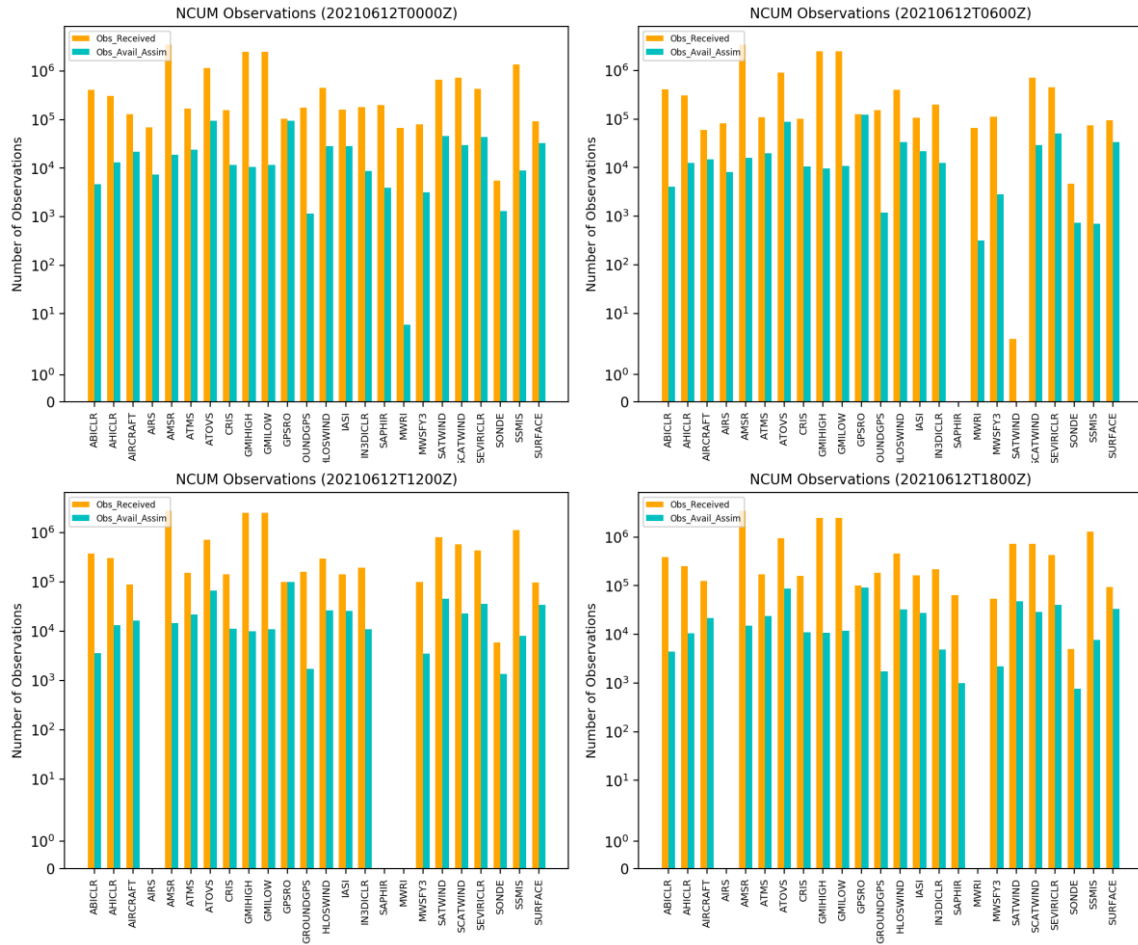 NCUM Observations (20210612T0000Z)
Obs_Received
Obs_Avail_Assim
Number of Observations
10⁶
10⁵
10⁴
10³
10²
10¹
10⁰
0
ABICLR
AHICLR
AIRCRAFT
AIRS
AMSR
ATMS
ATOVS
CRIS
GMIHIGH
GMILOW
GPSRO
OUNDGPS
HLOSWIND
IASI
IN3DICLR
SAPHIR
MWRI
MWSFY3
SATWIND
SCATWIND
SEVIRICLR
SONDE
SSMIS
SURFACE
NCUM Observations (20210612T0600Z)
Obs_Received
Obs_Avail_Assim
Number of Observations
10⁶
10⁵
10⁴
10³
10²
10¹
10⁰
0
ABICLR
AHICLR
AIRCRAFT
AIRS
AMSR
ATMS
ATOVS
CRIS
GMIHIGH
GMILOW
GPSRO
OUNDGPS
HLOSWIND
IASI
IN3DICLR
SAPHIR
MWRI
MWSFY3
SATWIND
SCATWIND
SEVIRICLR
SONDE
SSMIS
SURFACE
NCUM Observations (20210612T1200Z)
Obs_Received
Obs_Avail_Assim
Number of Observations
10⁶
10⁵
10⁴
10³
10²
10¹
10⁰
0
ABICLR
AHICLR
AIRCRAFT
AIRS
AMSR
ATMS
ATOVS
CRIS
GMIHIGH
GMILOW
GPSRO
GROUNDGPS
HLOSWIND
IASI
IN3DICLR
SAPHIR
MWRI
MWSFY3
SATWIND
SCATWIND
SEVIRICLR
SONDE
SSMIS
SURFACE
NCUM Observations (20210612T1800Z)
Obs_Received
Obs_Avail_Assim
Number of Observations
10⁶
10⁵
10⁴
10³
10²
10¹
10⁰
0
ABICLR
AHICLR
AIRCRAFT
AIRS
AMSR
ATMS
ATOVS
CRIS
GMIHIGH
GMILOW
GPSRO
GROUNDGPS
HLOSWIND
IASI
IN3DICLR
SAPHIR
MWRI
MWSFY3
SATWIND
SCATWIND
SEVIRICLR
SONDE
SSMIS
SURFACE